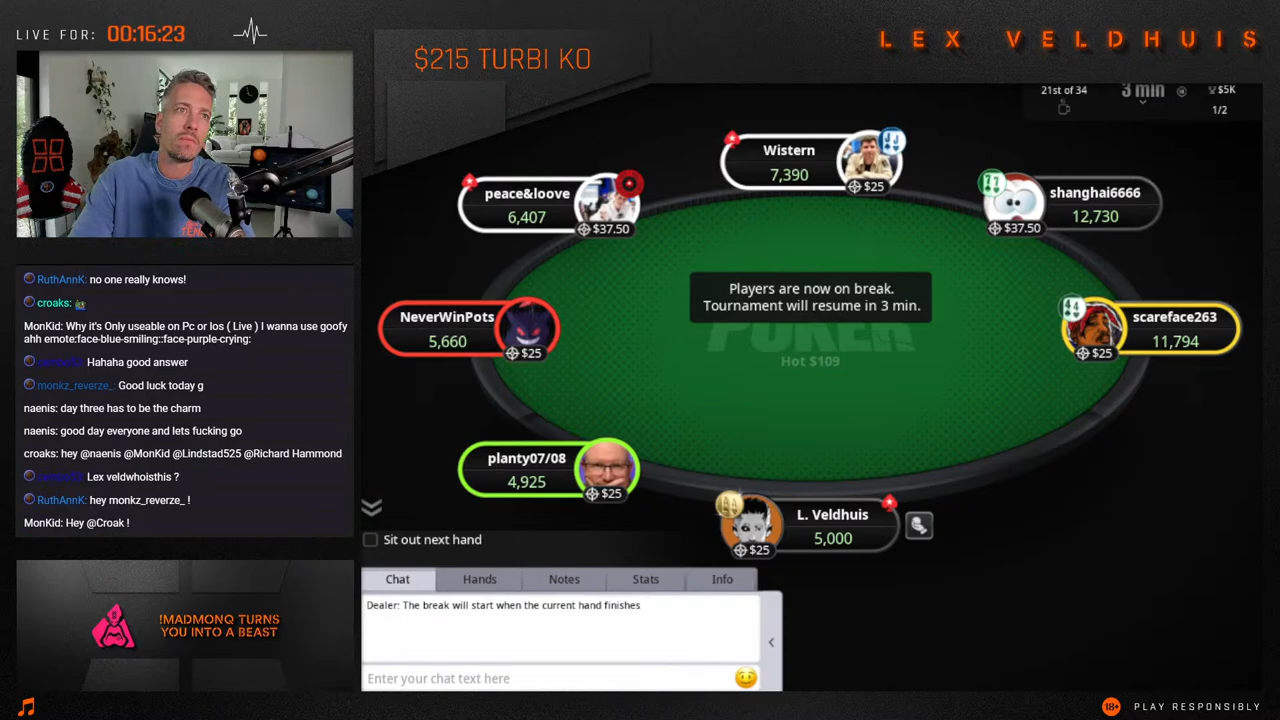 LIVE FOR: 00:16:23
$215 TURBI KO
LEX VELDHUIS
21st of 34
3 min
$5K
1/2
Wistern
7,390
$25
peace&loove
6,407
$37.50
shanghai6666
12,730
$37.50
Players are now on break.
Tournament will resume in 3 min.
POKER
Hot $109
NeverWinPots
5,660
$25
scareface263
11,794
$25
planty07/08
4,925
$25
L. Veldhuis
5,000
$25
RuthAnnK: no one really knows!
croaks:
MonKid: Why it's Only useable on Pc or Ios ( Live ) I wanna use goofy
ahh emote:face-blue-smiling::face-purple-crying:
Hahaha good answer
monkz_reverze_: Good luck today g
naenis: day three has to be the charm
naenis: good day everyone and lets fucking go
croaks: hey @naenis @MonKid @Lindstad525 @Richard Hammond
Lex veldwhoisthis ?
RuthAnnK: hey monkz_reverze_ !
MonKid: Hey @Croak !
Sit out next hand
Chat
Hands
Notes
Stats
Info
Dealer: The break will start when the current hand finishes
Enter your chat text here
!MADMONQ TURNS
YOU INTO A BEAST
18+ PLAY RESPONSIBLY